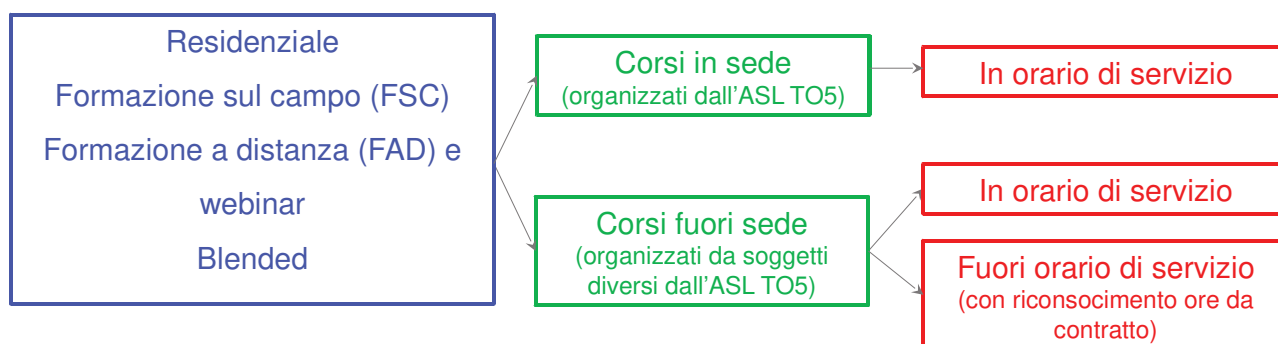 Residenziale
Formazione sul campo (FSC)
Formazione a distanza (FAD) e
webinar
Blended
Corsi in sede
(organizzati dall'ASL TO5)
In orario di servizio
Corsi fuori sede
(organizzati da soggetti
diversi dall'ASL TO5)
In orario di servizio
Fuori orario di servizio
(con riconsocimento ore da
contratto)